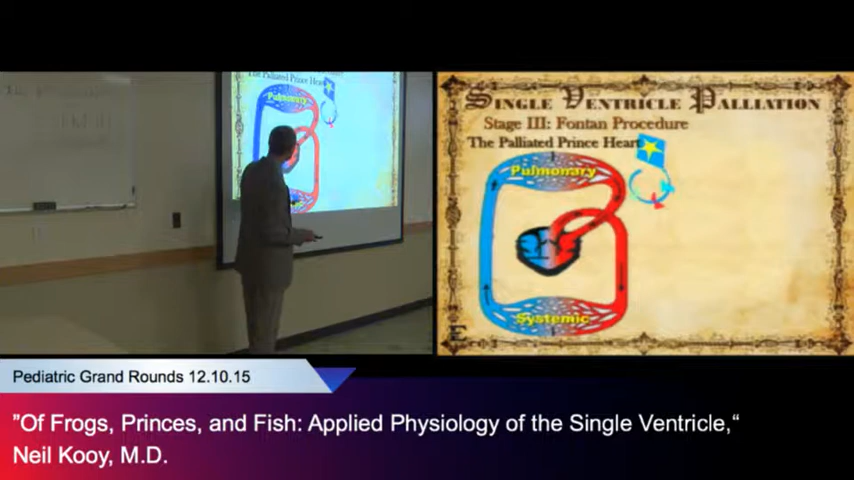 The Palliated Prince Heart
Pulmonary
SINGLE VENTRICLE PALLIATION
Stage III: Fontan Procedure
The Palliated Prince Heart
Pulmonary
Systemic
Pediatric Grand Rounds 12.10.15
"Of Frogs, Princes, and Fish: Applied Physiology of the Single Ventricle,“
Neil Kooy, M.D.